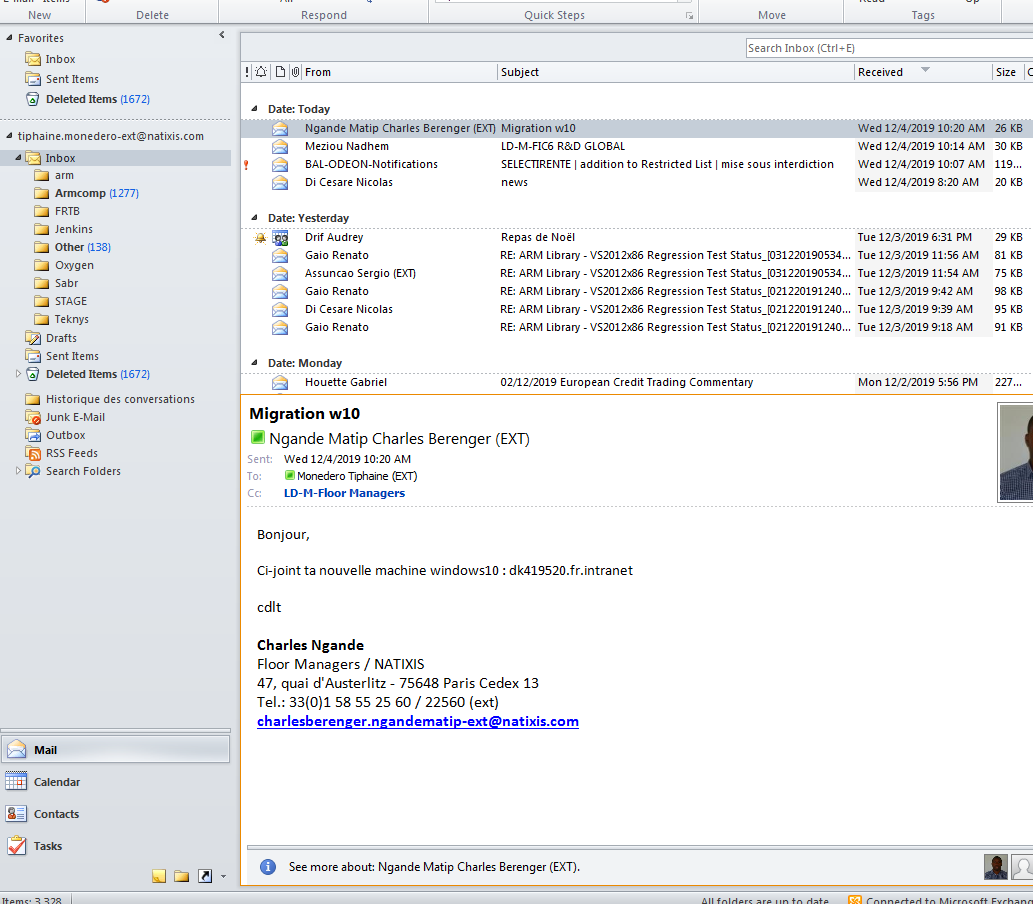 New Delete Respond Quick Steps Move Tags
Favorites
Inbox
Sent Items
Deleted Items (1672)
tiphaine.monedero-ext@natixis.com
Inbox
arm
Armcomp (1277)
FRTB
Jenkins
Other (138)
Oxygen
Sabr
STAGE
Teknys
Drafts
Sent Items
Deleted Items (1672)
Historique des conversations
Junk E-Mail
Outbox
RSS Feeds
Search Folders
Mail
Calendar
Contacts
Tasks
Items: 3,328
Search Inbox (Ctrl+E)
From Subject Received Size
Date: Today
Ngande Matip Charles Berenger (EXT) Migration w10 Wed 12/4/2019 10:20 AM 26 KB
Meziou Nadhem LD-M-FIC6 R&D GLOBAL Wed 12/4/2019 10:14 AM 30 KB
BAL-ODEON-Notifications SELECTIRENTE | addition to Restricted List | mise sous interdiction Wed 12/4/2019 10:07 AM 119...
Di Cesare Nicolas news Wed 12/4/2019 8:20 AM 20 KB
Date: Yesterday
Drif Audrey Repas de Noël Tue 12/3/2019 6:31 PM 29 KB
Gaio Renato RE: ARM Library - VS2012x86 Regression Test Status_[031220190534... Tue 12/3/2019 11:56 AM 81 KB
Assuncao Sergio (EXT) RE: ARM Library - VS2012x86 Regression Test Status_[031220190534... Tue 12/3/2019 11:54 AM 75 KB
Gaio Renato RE: ARM Library - VS2012x86 Regression Test Status_[021220191240... Tue 12/3/2019 9:42 AM 98 KB
Di Cesare Nicolas RE: ARM Library - VS2012x86 Regression Test Status_[021220191240... Tue 12/3/2019 9:39 AM 95 KB
Gaio Renato RE: ARM Library - VS2012x86 Regression Test Status_[021220191240... Tue 12/3/2019 9:18 AM 91 KB
Date: Monday
Houette Gabriel 02/12/2019 European Credit Trading Commentary Mon 12/2/2019 5:56 PM 227...
Migration w10
Ngande Matip Charles Berenger (EXT)
Sent: Wed 12/4/2019 10:20 AM
To: Monedero Tiphaine (EXT)
Cc: LD-M-Floor Managers
Bonjour,
Ci-joint ta nouvelle machine windows10 : dk419520.fr.intranet
cdlt
Charles Ngande
Floor Managers / NATIXIS
47, quai d'Austerlitz - 75648 Paris Cedex 13
Tel.: 33(0)1 58 55 25 60 / 22560 (ext)
charlesberenger.ngandematip-ext@natixis.com
See more about: Ngande Matip Charles Berenger (EXT).
All folders are up to date. Connected to Microsoft Exchang